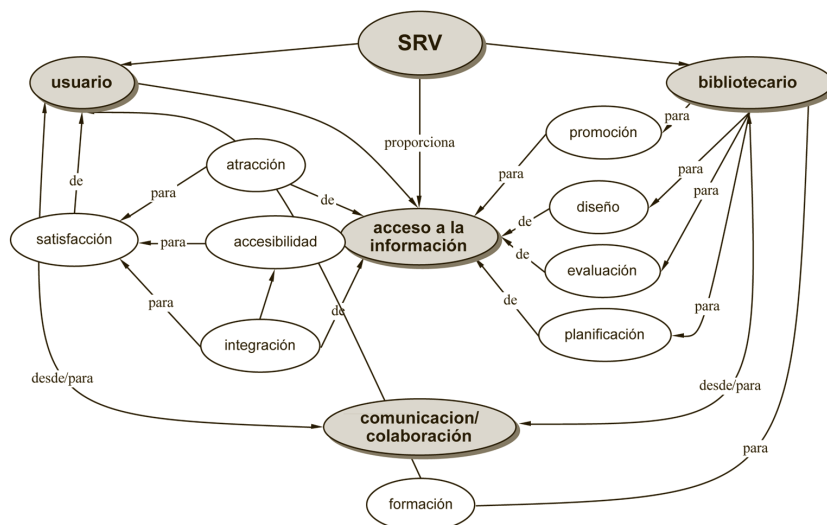 SRV
usuario
bibliotecario
proporciona
para
promoción
atracción
de
para
para
para
para
de
diseño
acceso a la
información
de
satisfacción
para
accesibilidad
de
evaluación
para
de
de
para
planificación
integración
desde/para
desde/para
comunicacion/
colaboración
para
formación